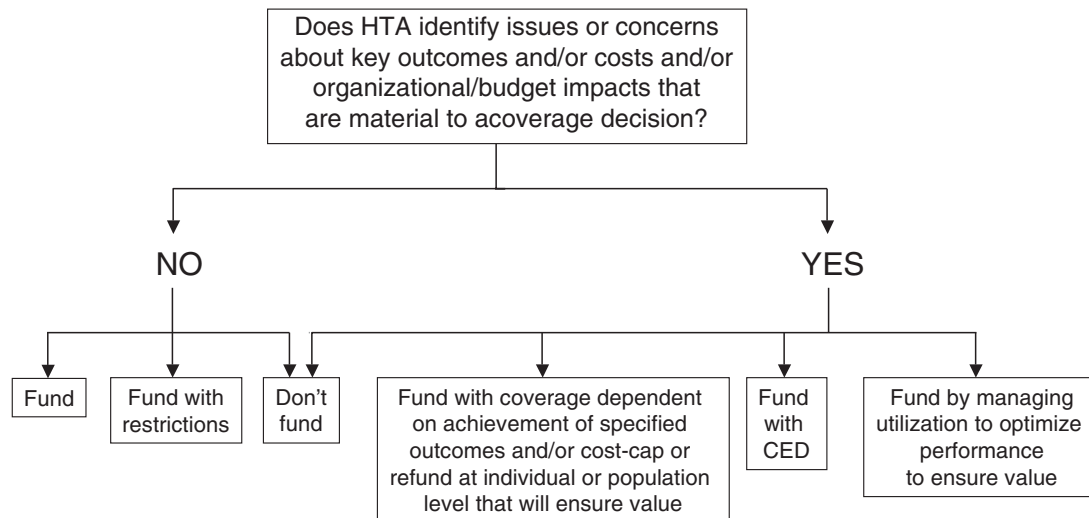 Does HTA identify issues or concerns
about key outcomes and/or costs and/or
organizational/budget impacts that
are material to acoverage decision?
NO
YES
Fund
Fund with
restrictions
Don't
fund
Fund with coverage dependent
on achievement of specified
outcomes and/or cost-cap or
refund at individual or population
level that will ensure value
Fund
with
CED
Fund by managing
utilization to optimize
performance
to ensure value